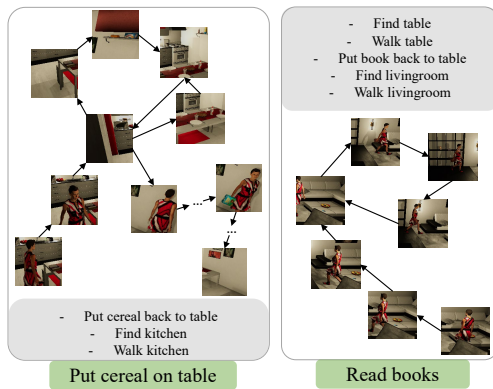 - Put cereal back to table
- Find kitchen
- Walk kitchen
Put cereal on table
- Find table
- Walk table
- Put book back to table
- Find livingroom
- Walk livingroom
Read books
...
...
...